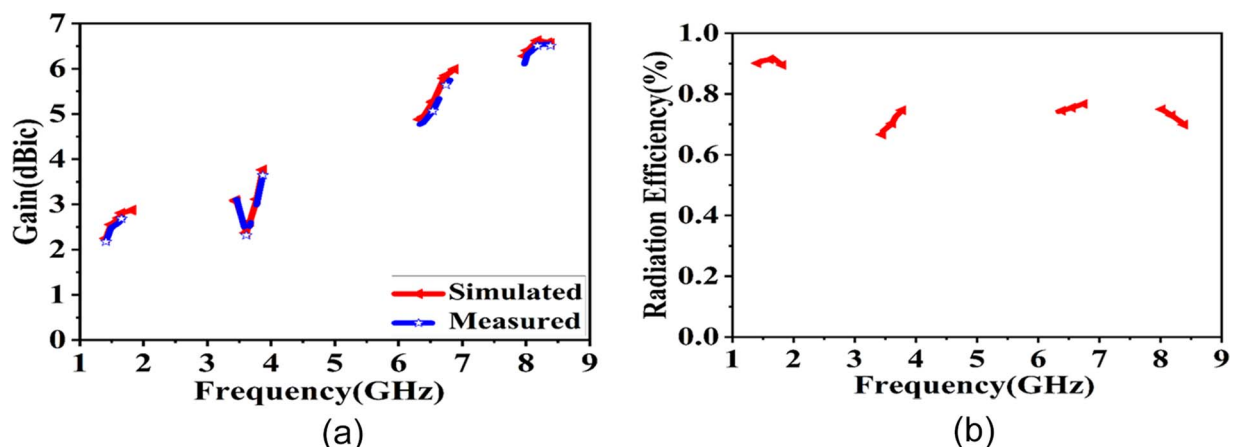 7
6
5
4
3
2
1
0
Gain(dBic)
Simulated
Measured
1 2 3 4 5 6 7 8 9
Frequency(GHz)
(a)
1.0
0.8
0.6
0.4
0.2
0.0
Radiation Efficiency(%)
1 2 3 4 5 6 7 8 9
Frequency(GHz)
(b)